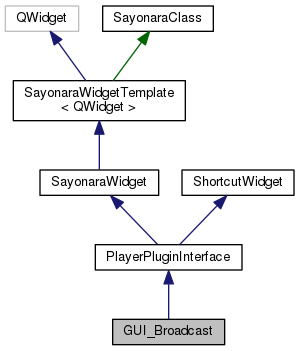 QWidget
SayonaraClass
SayonaraWidgetTemplate
< QWidget >
SayonaraWidget
ShortcutWidget
PlayerPluginInterface
GUI_Broadcast